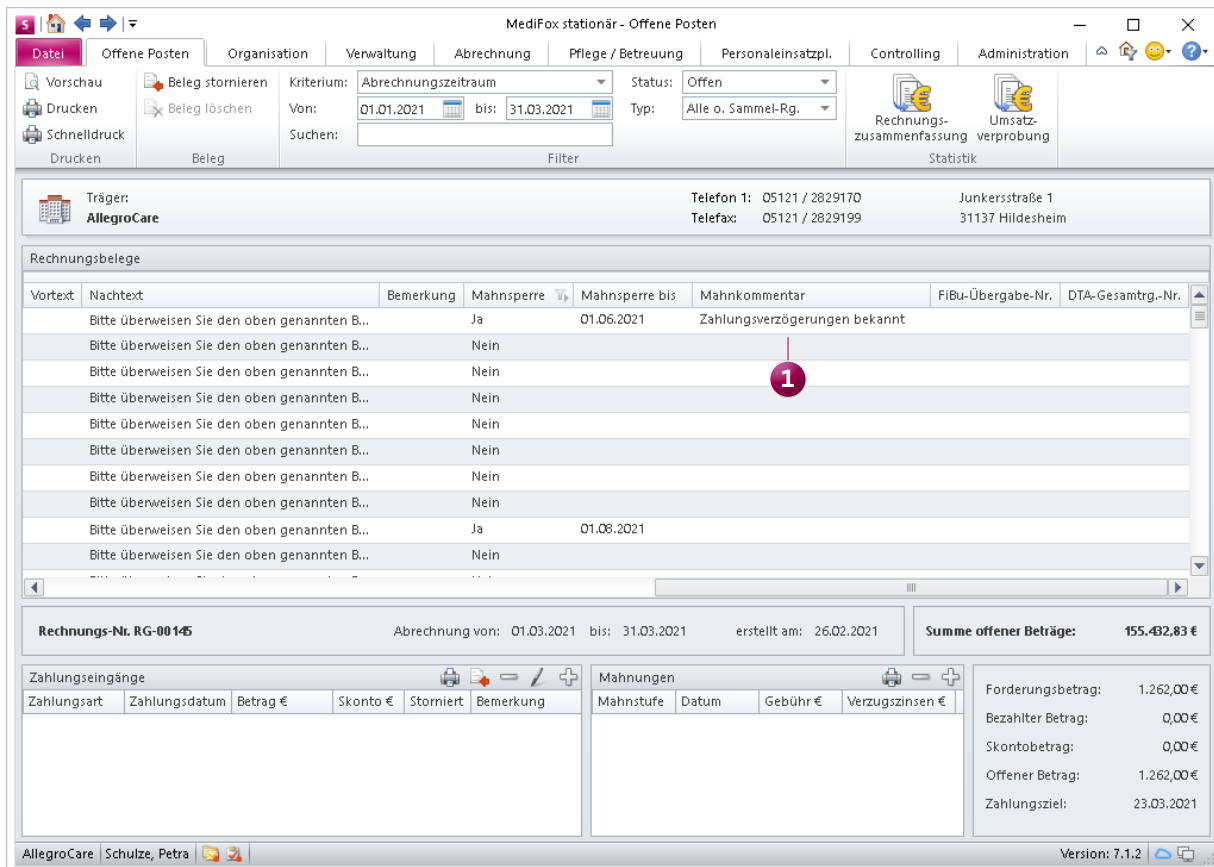 MediFox stationär - Offene Posten
Datei Offene Posten Organisation Verwaltung Abrechnung Pflege / Betreuung Personaleinsatzpl. Controlling Administration
Vorschau Beleg stornieren Kriterium: Abrechnungszeitraum Status: Offen
Drucken Beleg löschen Von: 01.01.2021 bis: 31.03.2021 Typ: Alle o. Sammel-Rg.
Schnelldruck Suchen:
Rechnungs-
zusammenfassung
Umsatz-
verprobung
Drucken Beleg Filter Statistik
Träger: Telefon 1: 05121 / 2829170 Junkersstraße 1
AllegroCare Telefax: 05121 / 2829199 31137 Hildesheim
Rechnungsbelege
Vortext Nachtext Bemerkung Mahnsperre Mahnsperre bis Mahnkommentar FiBu-Übergabe-Nr. DTA-Gesamtrg.-Nr.
Bitte überweisen Sie den oben genannten B... Ja 01.06.2021 Zahlungsverzögerungen bekannt
Bitte überweisen Sie den oben genannten B... Nein
Bitte überweisen Sie den oben genannten B... Nein
1
Bitte überweisen Sie den oben genannten B... Nein
Bitte überweisen Sie den oben genannten B... Nein
Bitte überweisen Sie den oben genannten B... Nein
Bitte überweisen Sie den oben genannten B... Nein
Bitte überweisen Sie den oben genannten B... Nein
Bitte überweisen Sie den oben genannten B... Ja 01.08.2021
Bitte überweisen Sie den oben genannten B... Nein
Rechnungs-Nr. RG-00145 Abrechnung von: 01.03.2021 bis: 31.03.2021 erstellt am: 26.02.2021 Summe offener Beträge: 155.432,83 €
Zahlungseingänge
Zahlungsart Zahlungsdatum Betrag € Skonto € Storniert Bemerkung
Mahnungen
Mahnstufe Datum Gebühr € Verzugszinsen €
Forderungsbetrag: 1.262,00 €
Bezahlter Betrag: 0,00 €
Skontobetrag: 0,00 €
Offener Betrag: 1.262,00 €
Zahlungsziel: 23.03.2021
AllegroCare Schulze, Petra Version: 7.1.2